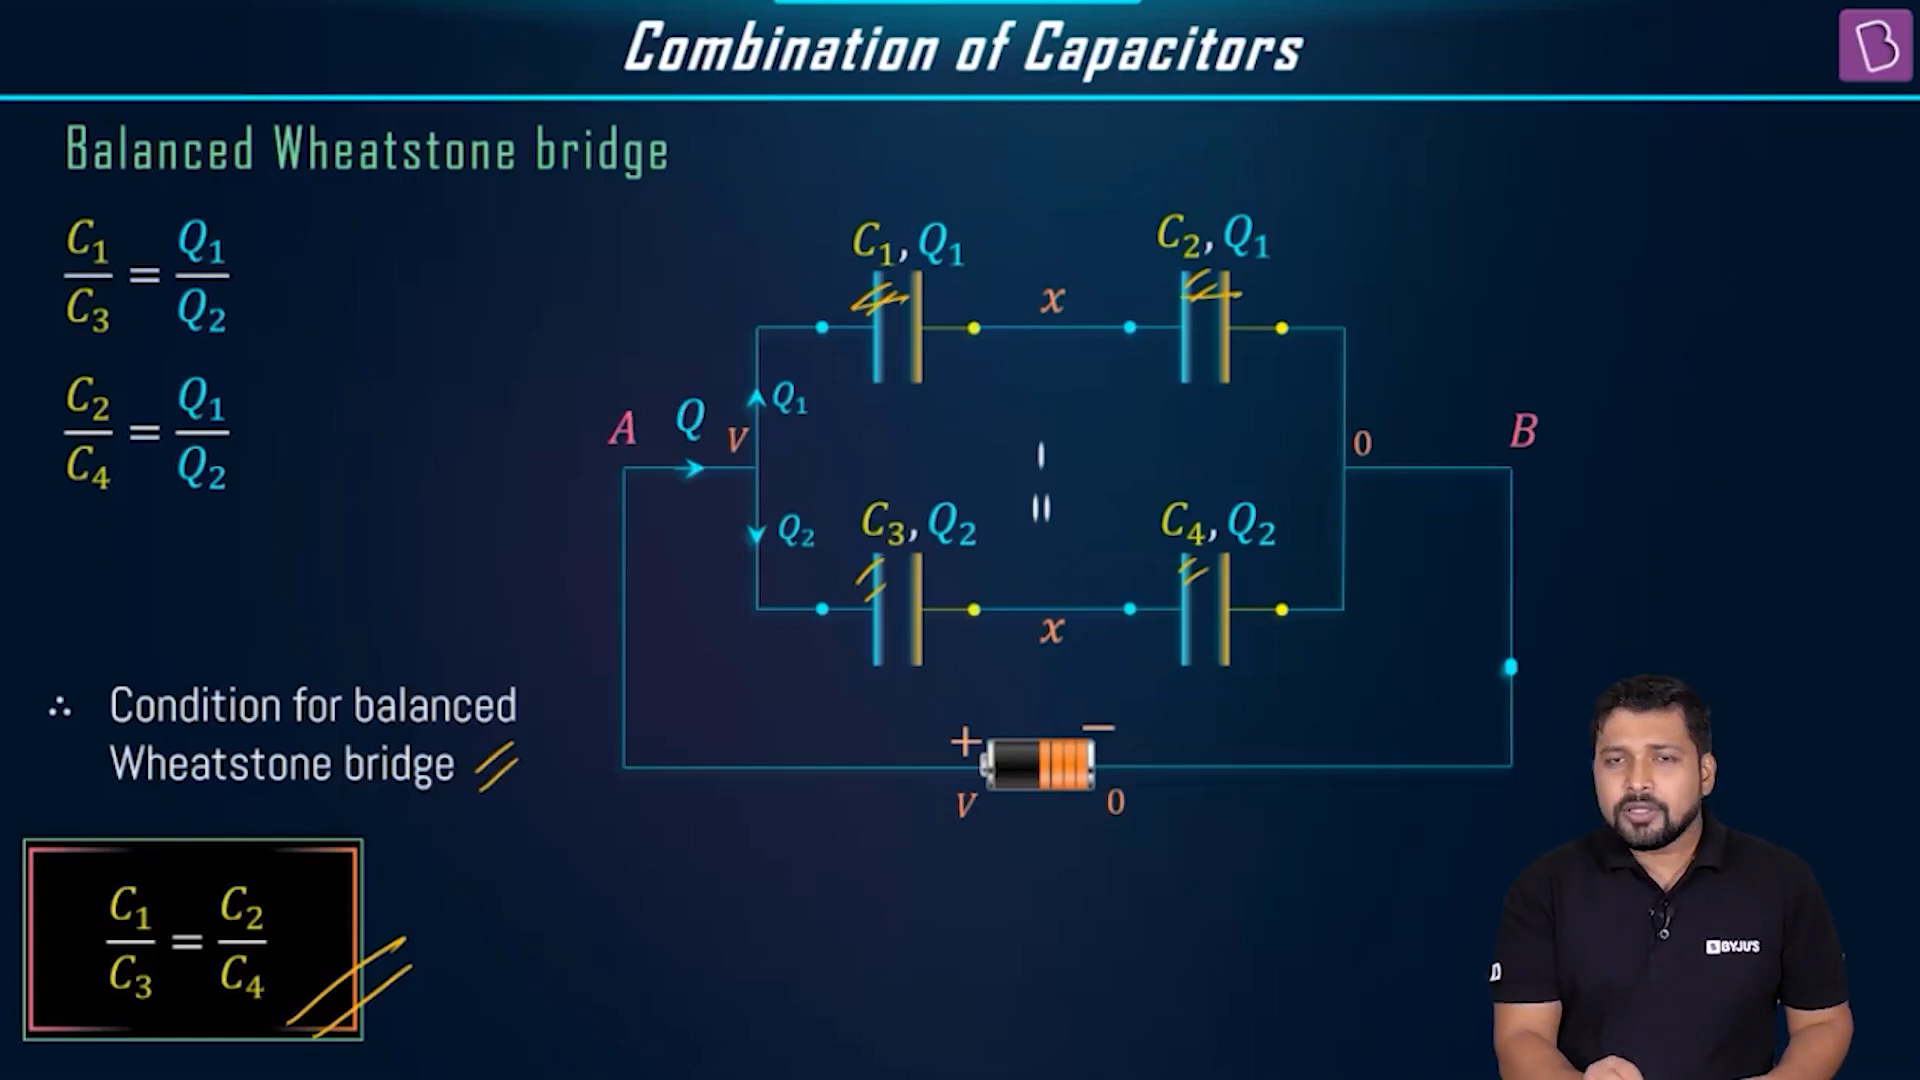 Combination of Capacitors
B
Balanced Wheatstone bridge
C₁/C₃ = Q₁/Q₂
C₂/C₄ = Q₁/Q₂
∴ Condition for balanced
Wheatstone bridge
C₁/C₃ = C₂/C₄
C₁, Q₁
C₂, Q₁
x
Q₁
A
Q
V
0
B
I
II
Q₂
C₃, Q₂
C₄, Q₂
x
+
−
V
0
BYJU'S